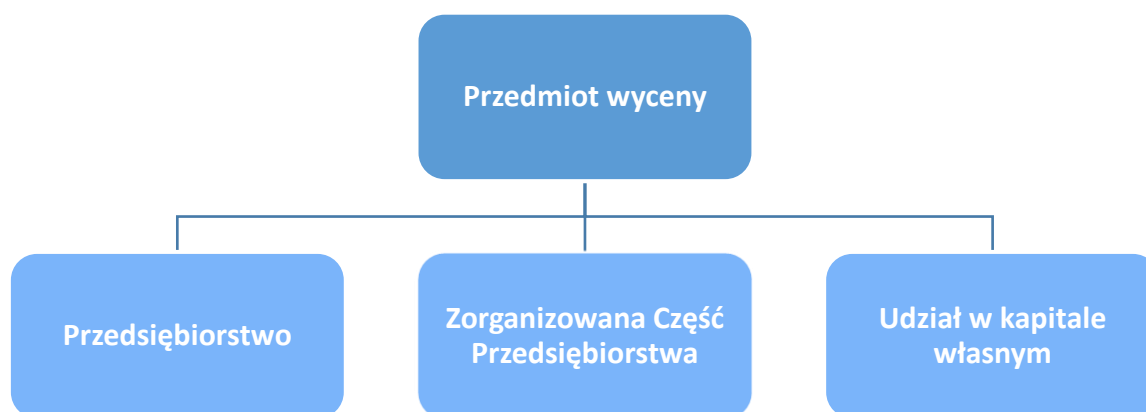 Przedmiot wyceny
Przedsiębiorstwo
Zorganizowana Część
Przedsiębiorstwa
Udział w kapitale
własnym